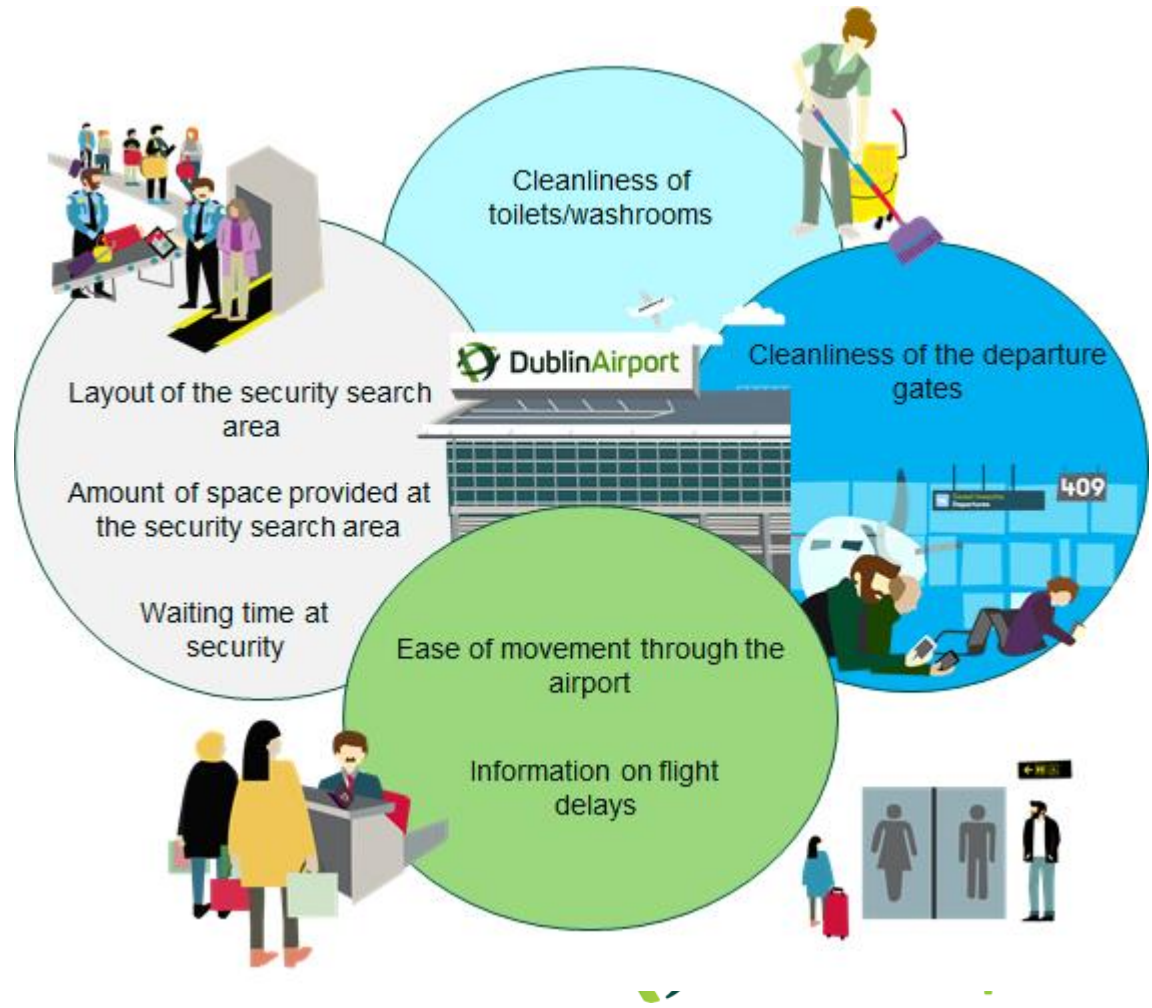 Cleanliness of
toilets/washrooms
DublinAirport
Cleanliness of the departure
gates
Layout of the security search
area
Amount of space provided at
the security search area
Waiting time at
security
409
Departures
Ease of movement through the
airport
Information on flight
delays